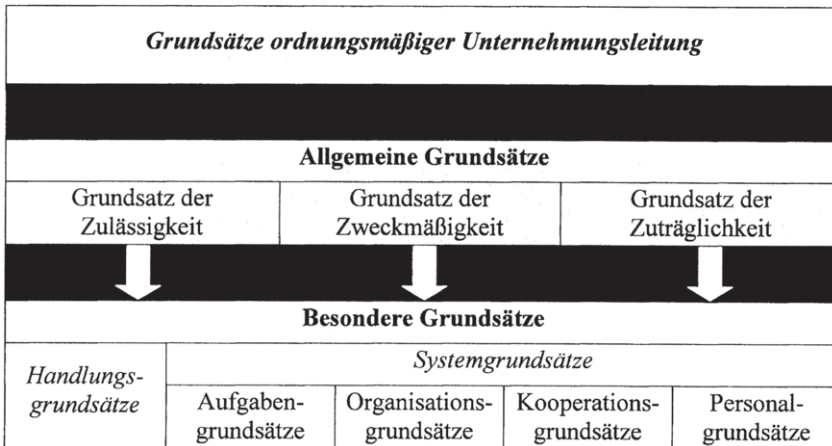 Grundsätze ordnungsmäßiger Unternehmungsleitung
Allgemeine Grundsätze
Grundsatz der
Zulässigkeit
Grundsatz der
Zweckmäßigkeit
Grundsatz der
Zuträglichkeit
Besondere Grundsätze
Handlungs-
grundsätze
Systemgrundsätze
Aufgaben-
grundsätze
Organisations-
grundsätze
Kooperations-
grundsätze
Personal-
grundsätze